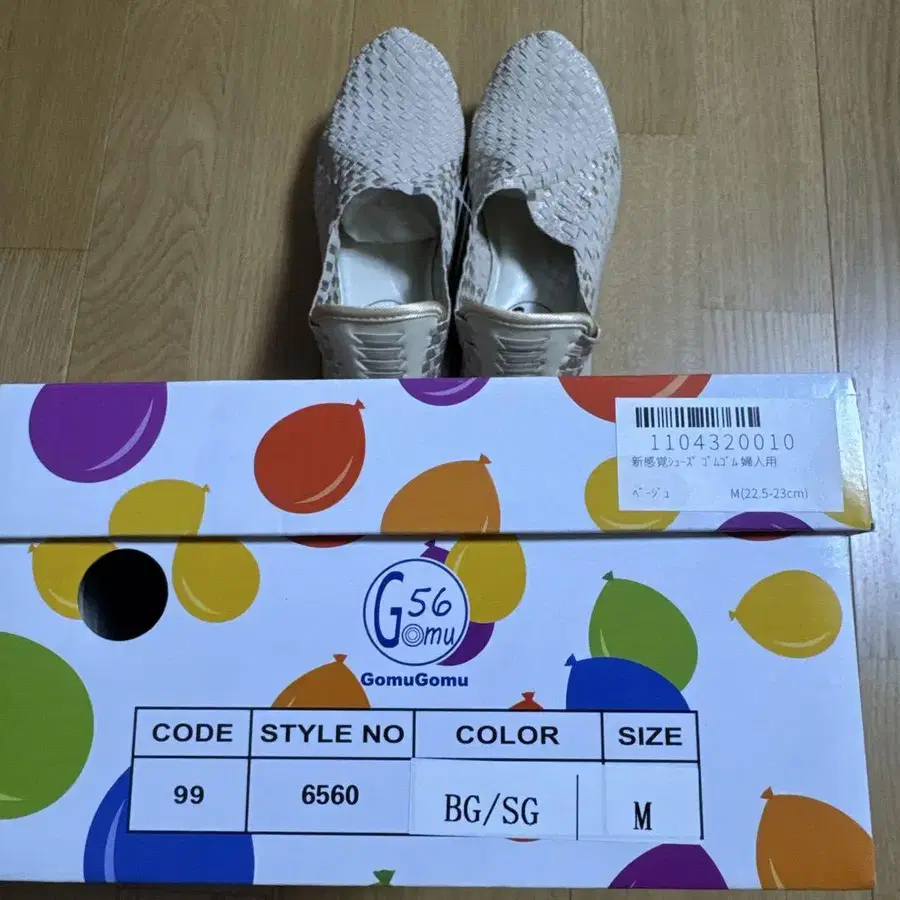 1104320010
新感覚ｼｭｰｽﾞ ｺﾞﾑｺﾞﾑ 婦人用
ﾍﾞｰｼﾞｭ M(22.5-23cm)
G56
Gomu
GomuGomu
CODE STYLE NO COLOR SIZE
99 6560 BG/SG M